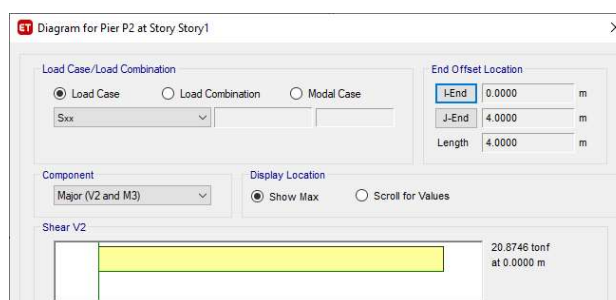 ET Diagram for Pier P2 at Story Story1
Load Case/Load Combination
Load Case Load Combination Modal Case
Sxx
End Offset Location
I-End 0.0000 m
J-End 4.0000 m
Length 4.0000 m
Component
Major (V2 and M3)
Display Location
Show Max Scroll for Values
Shear V2
20.8746 tonf
at 0.0000 m